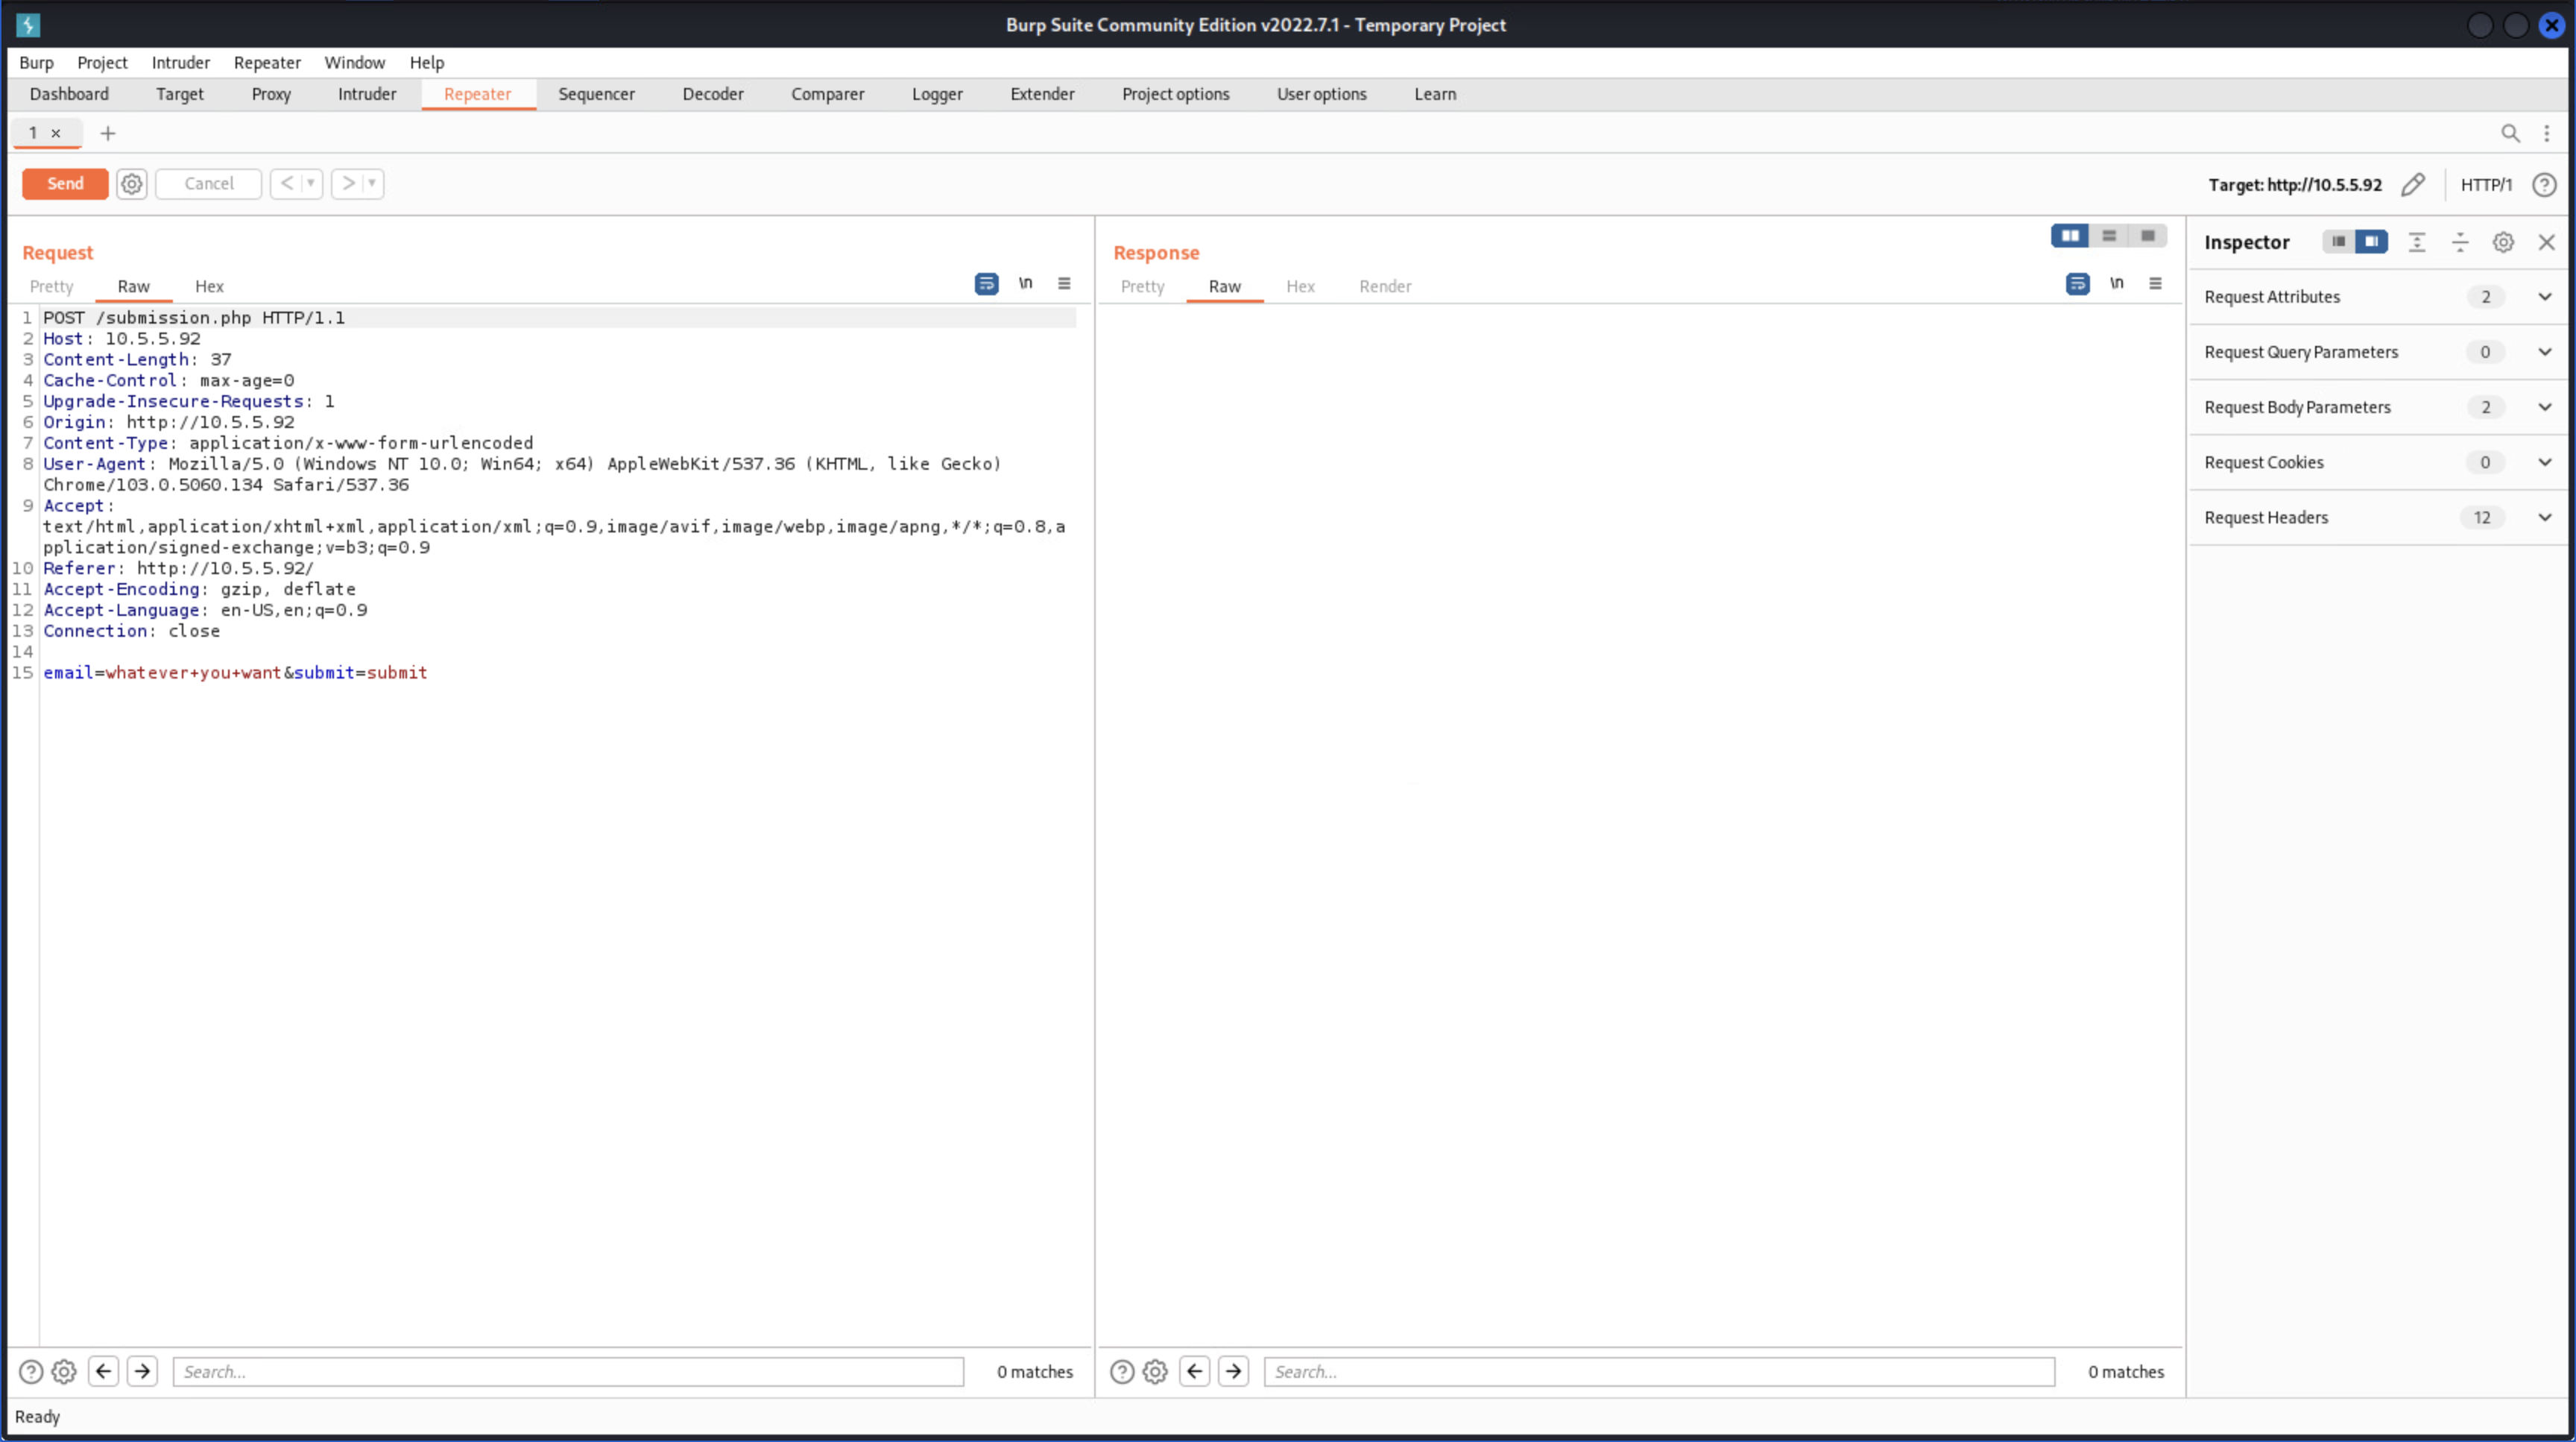 Burp Suite Community Edition v2022.7.1 - Temporary Project
Burp Project Intruder Repeater Window Help
Dashboard Target Proxy Intruder Repeater Sequencer Decoder Comparer Logger Extender Project options User options Learn
1 × +
Send Cancel < > Target: http://10.5.5.92 HTTP/1 ?
Request
Pretty Raw Hex \n
1 POST /submission.php HTTP/1.1
2 Host: 10.5.5.92
3 Content-Length: 37
4 Cache-Control: max-age=0
5 Upgrade-Insecure-Requests: 1
6 Origin: http://10.5.5.92
7 Content-Type: application/x-www-form-urlencoded
8 User-Agent: Mozilla/5.0 (Windows NT 10.0; Win64; x64) AppleWebKit/537.36 (KHTML, like Gecko)
Chrome/103.0.5060.134 Safari/537.36
9 Accept:
text/html,application/xhtml+xml,application/xml;q=0.9,image/avif,image/webp,image/apng,*/*;q=0.8,a
pplication/signed-exchange;v=b3;q=0.9
10 Referer: http://10.5.5.92/
11 Accept-Encoding: gzip, deflate
12 Accept-Language: en-US,en;q=0.9
13 Connection: close
14
15 email=whatever+you+want&submit=submit
? Search... 0 matches
Response
Pretty Raw Hex Render \n
? Search... 0 matches
Inspector
Request Attributes 2
Request Query Parameters 0
Request Body Parameters 2
Request Cookies 0
Request Headers 12
Ready